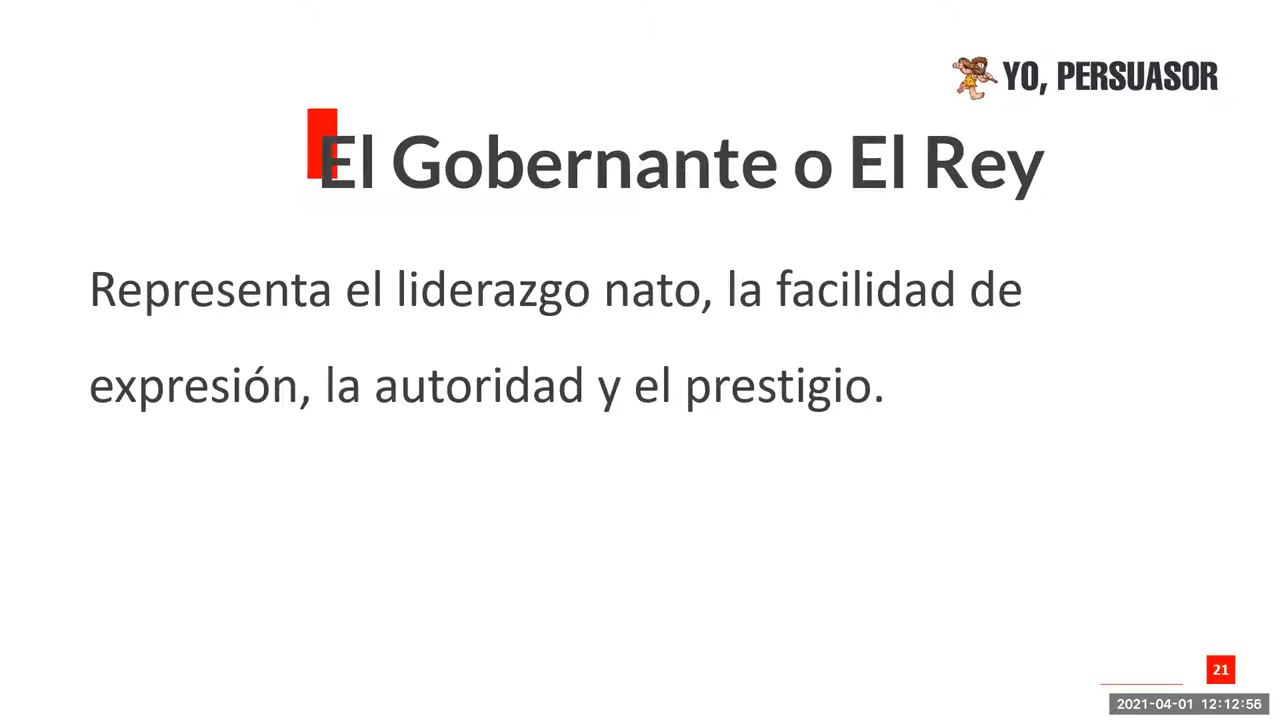 YO, PERSUASOR
El Gobernante o El Rey
Representa el liderazgo nato, la facilidad de
expresión, la autoridad y el prestigio.
21
2021-04-01 12:12:56